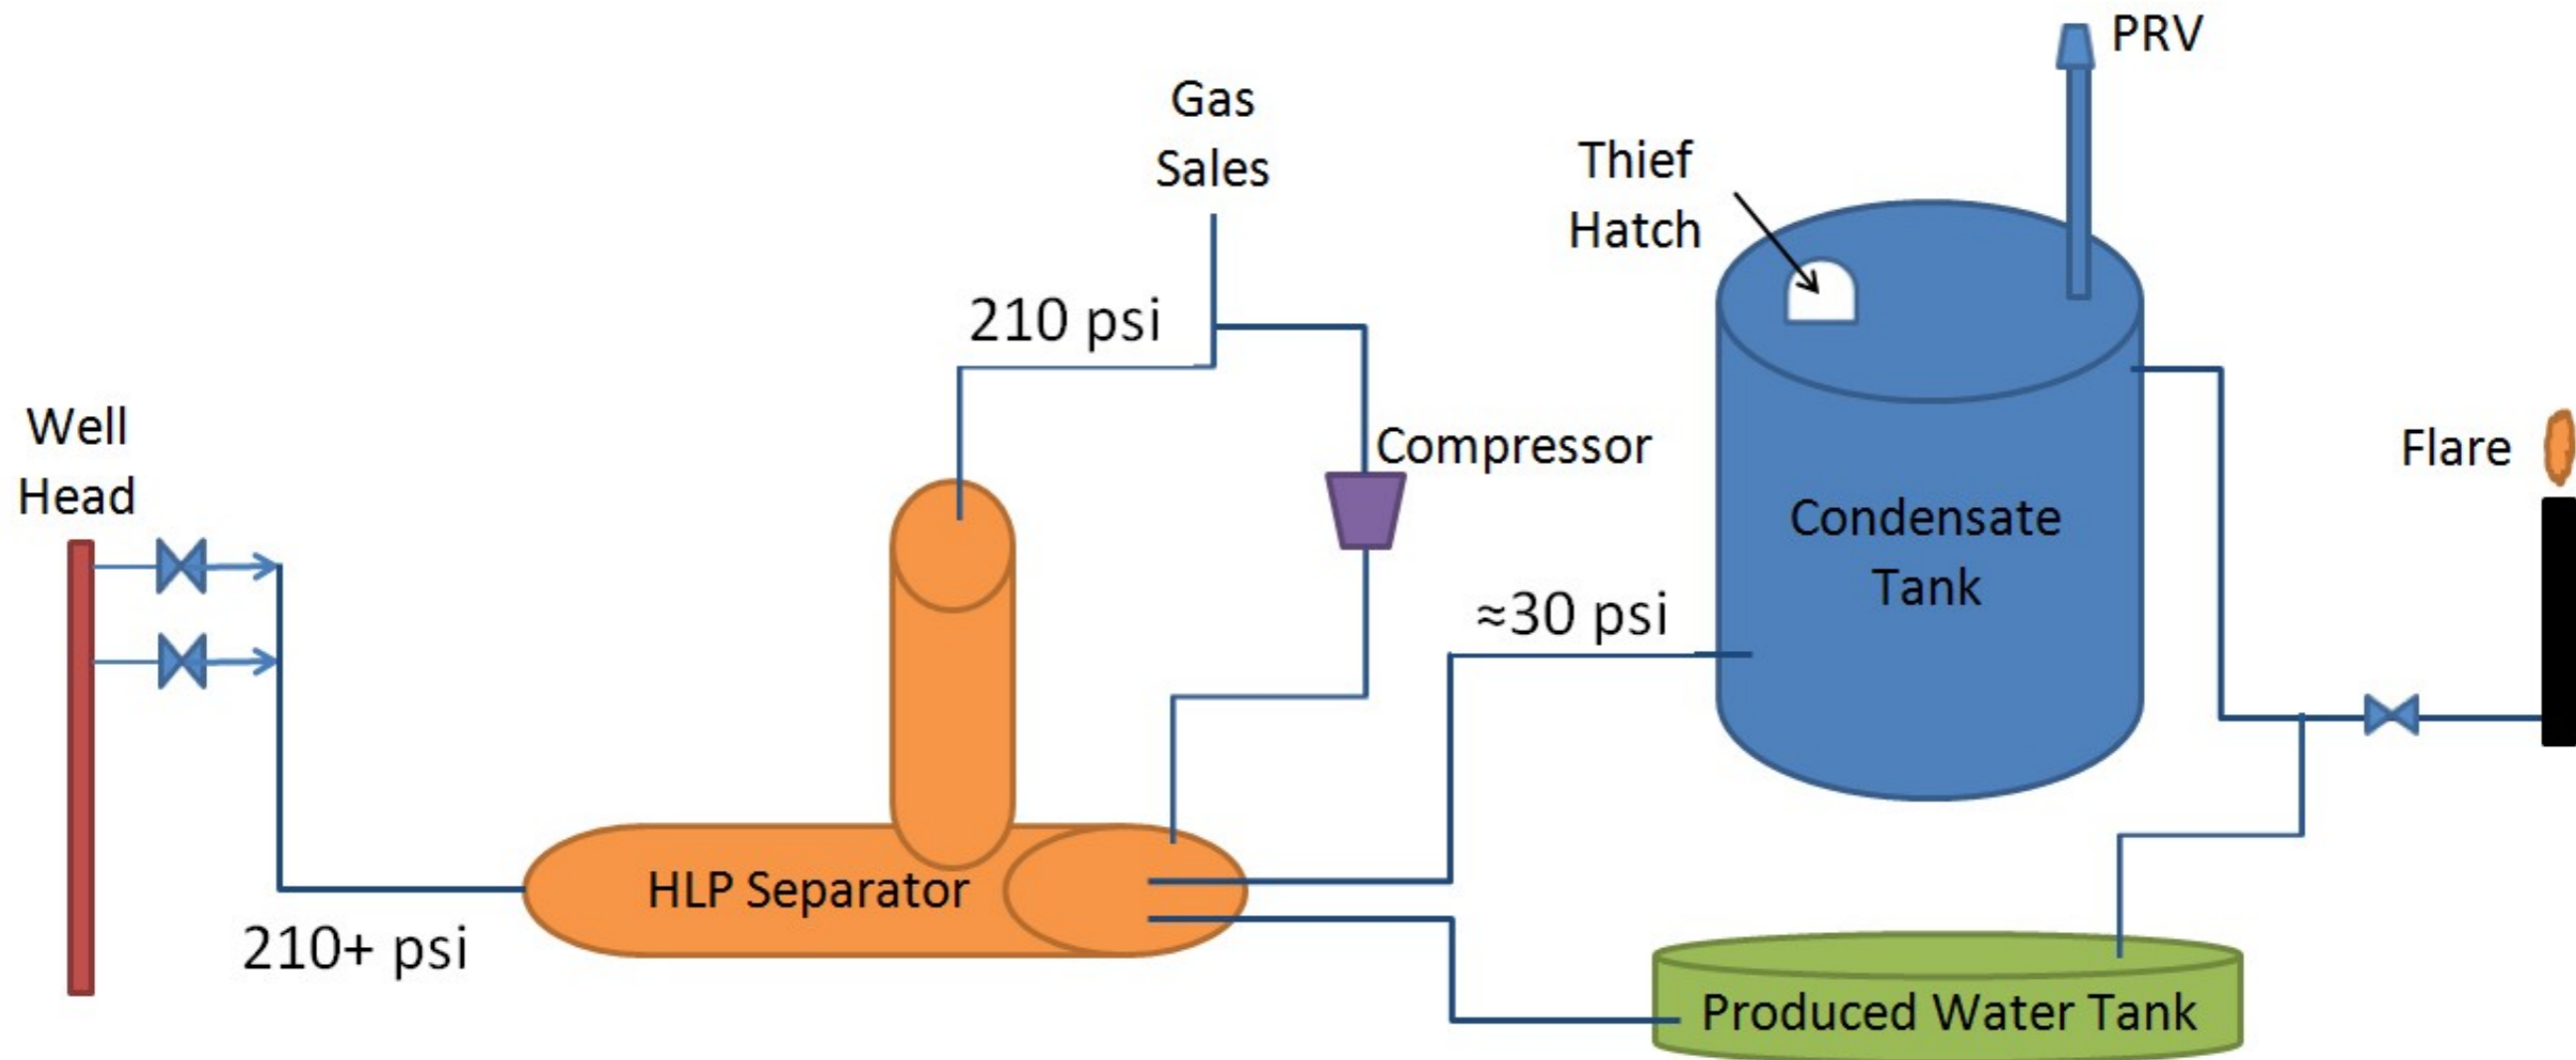 PRV
Gas
Sales
Thief
Hatch
210 psi
Well
Head
Compressor
Flare
Condensate
Tank
≈30 psi
HLP Separator
210+ psi
Produced Water Tank